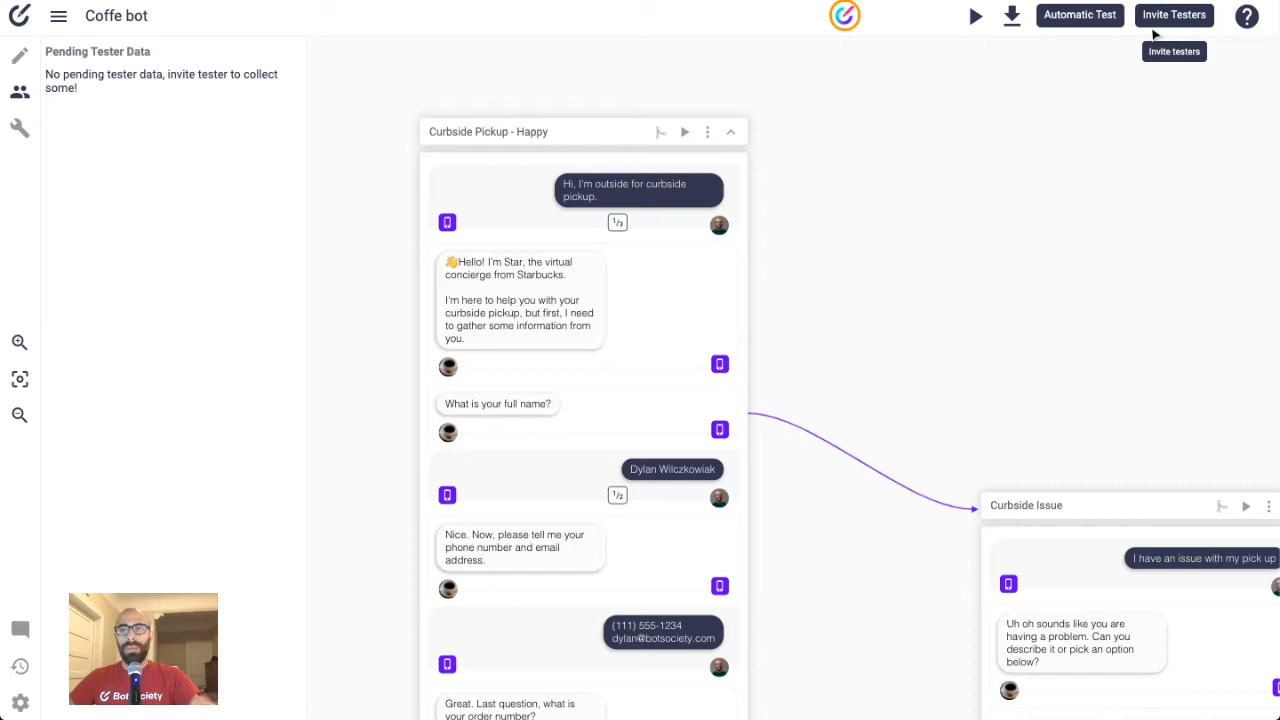 Coffe bot
Automatic Test
Invite Testers
Invite testers
Pending Tester Data
No pending tester data, invite tester to collect
some!
Curbside Pickup - Happy
Hi, I'm outside for curbside
pickup.
1/3
👋Hello! I'm Star, the virtual
concierge from Starbucks.
I'm here to help you with your
curbside pickup, but first, I need
to gather some information from
you.
What is your full name?
Dylan Wilczkowiak
1/2
Nice. Now, please tell me your
phone number and email
address.
(111) 555-1234
dylan@botsociety.com
Great. Last question, what is
your order number?
Curbside Issue
I have an issue with my pick up
Uh oh sounds like you are
having a problem. Can you
describe it or pick an option
below?
Botsociety